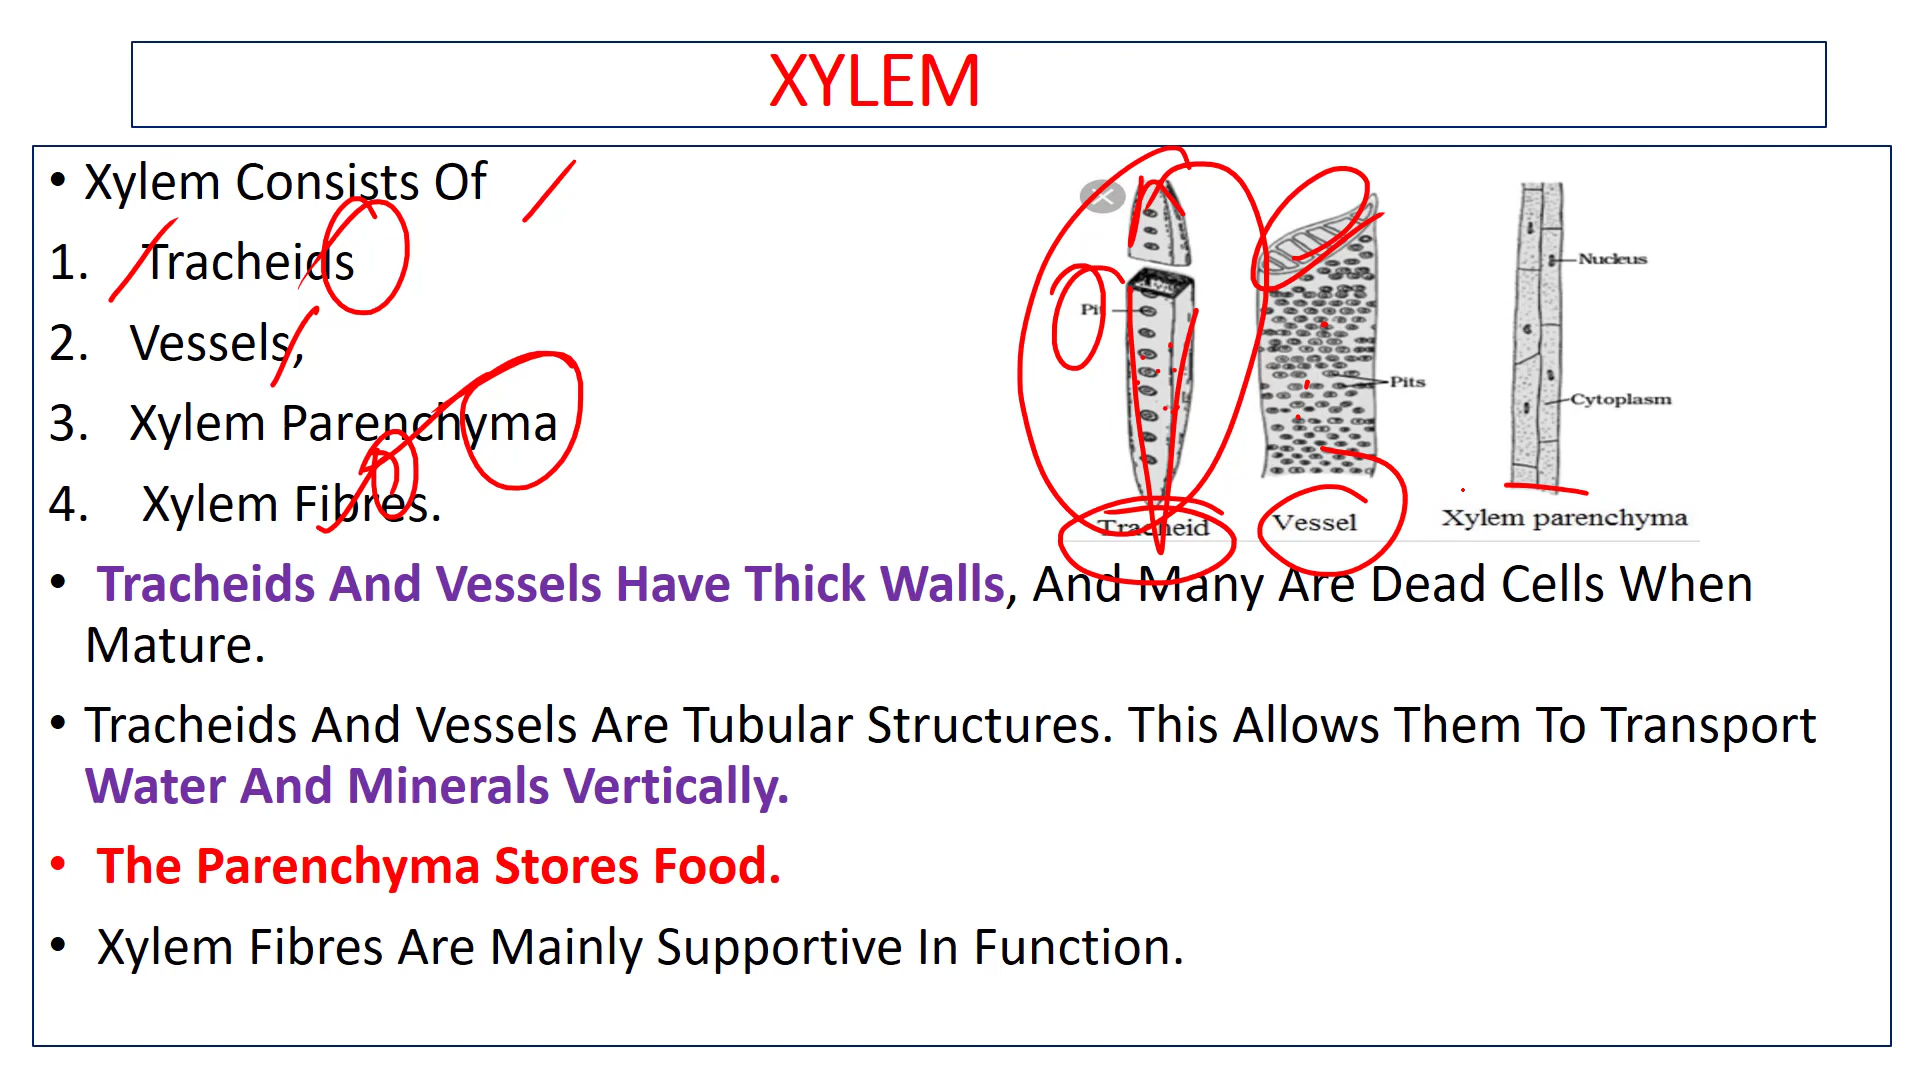 XYLEM
• Xylem Consists Of
1. Tracheids
2. Vessels,
3. Xylem Parenchyma
4. Xylem Fibres.
Pit
Pits
Nucleus
Cytoplasm
Tracheid
Vessel
Xylem parenchyma
• Tracheids And Vessels Have Thick Walls, And Many Are Dead Cells When
Mature.
• Tracheids And Vessels Are Tubular Structures. This Allows Them To Transport
Water And Minerals Vertically.
• The Parenchyma Stores Food.
• Xylem Fibres Are Mainly Supportive In Function.